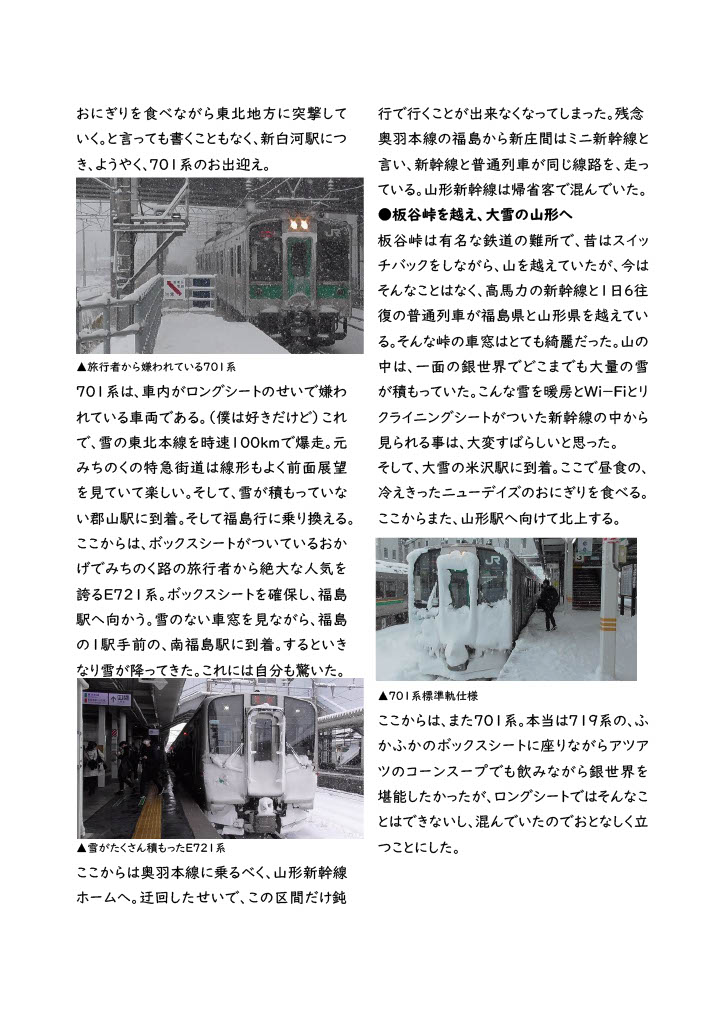 おにぎりを食べながら東北地方に突撃して
いく。と言っても書くこともなく、新白河駅につ
き、ようやく、701系のお出迎え。
▲旅行者から嫌われている701系
701系は、車内がロングシートのせいで嫌わ
れている車両である。(僕は好きだけど)これ
で、雪の東北本線を時速100kmで爆走。元
みちのくの特急街道は線形もよく前面展望
を見ていて楽しい。そして、雪が積もっていな
い郡山駅に到着。そして福島行に乗り換える。
ここからは、ボックスシートがついているおか
げでみちのく路の旅行者から絶大な人気を
誇るE721系。ボックスシートを確保し、福島
駅へ向かう。雪のない車窓を見ながら、福島
の1駅手前の、南福島駅に到着。するといき
なり雪が降ってきた。これには自分も驚いた。
▲雪がたくさん積もったE721系
ここからは奥羽本線に乗るべく、山形新幹線
ホームへ。迂回したせいで、この区間だけ鈍
行で行くことが出来なくなってしまった。残念
奥羽本線の福島から新庄間はミニ新幹線と
言い、新幹線と普通列車が同じ線路を、走っ
ている。山形新幹線は帰省客で混んでいた。
●板谷峠を越え、大雪の山形へ
板谷峠は有名な鉄道の難所で、昔はスイッ
チバックをしながら、山を越えていたが、今は
そんなことはなく、高馬力の新幹線と1日6往
復の普通列車が福島県と山形県を越えてい
る。そんな峠の車窓はとても綺麗だった。山の
中は、一面の銀世界でどこまでも大量の雪
が積もっていた。こんな雪を暖房とWi-Fiとリ
クライニングシートがついた新幹線の中から
見られる事は、大変すばらしいと思った。
そして、大雪の米沢駅に到着。ここで昼食の、
冷えきったニューデイズのおにぎりを食べる。
ここからまた、山形駅へ向けて北上する。
JR
▲701系標準軌仕様
ここからは、また701系。本当は719系の、ふ
かふかのボックスシートに座りながらアツア
ツのコーンスープでも飲みながら銀世界を
堪能したかったが、ロングシートではそんなこ
とはできないし、混んでいたのでおとなしく立
つことにした。